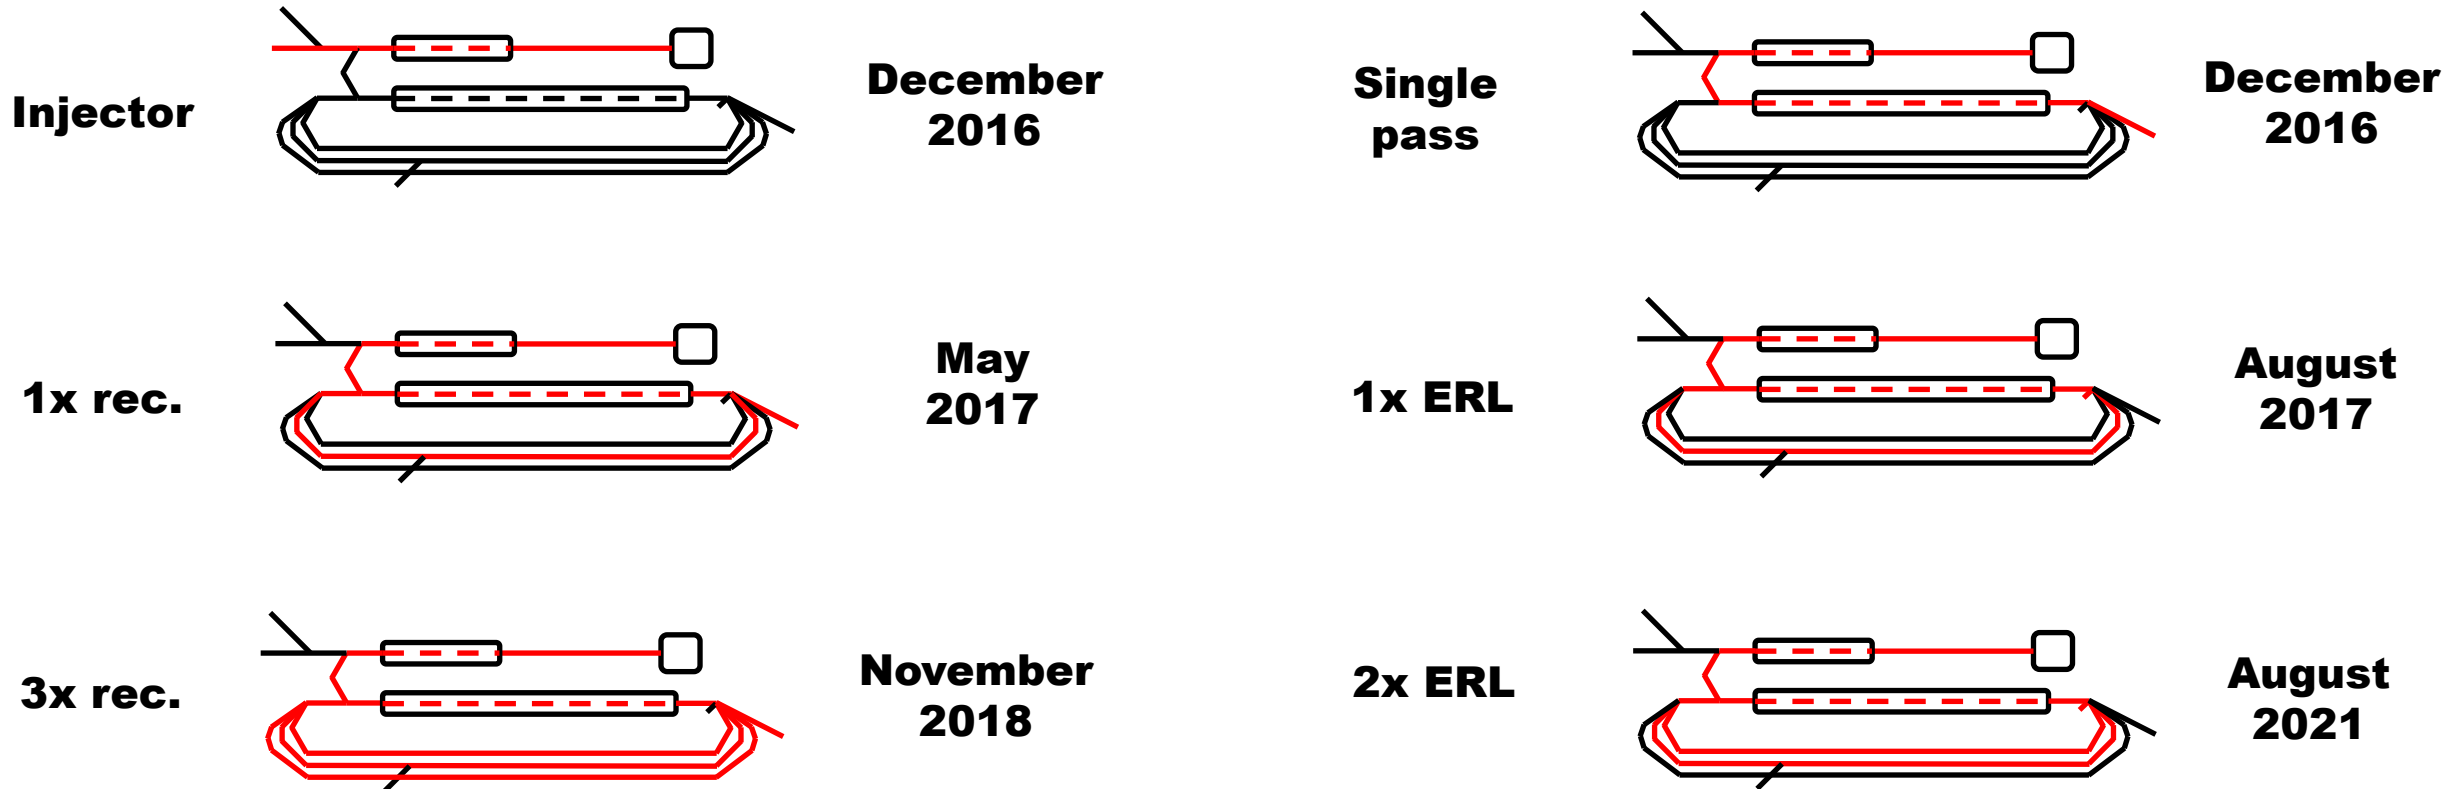 Injector
December
2016
Single
pass
December
2016
1x rec.
May
2017
1x ERL
August
2017
3x rec.
November
2018
2x ERL
August
2021